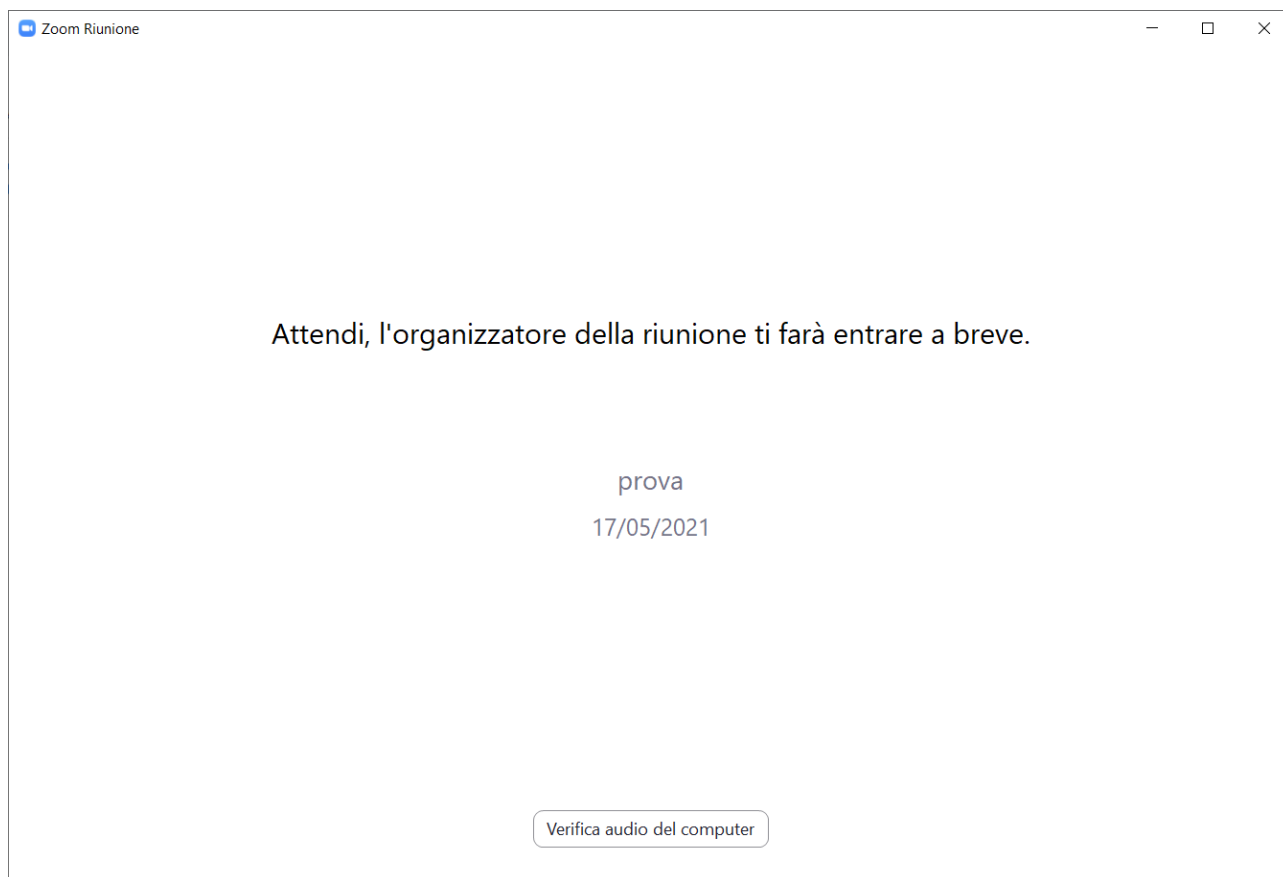 Zoom Riunione
Attendi, l'organizzatore della riunione ti farà entrare a breve.
prova
17/05/2021
Verifica audio del computer